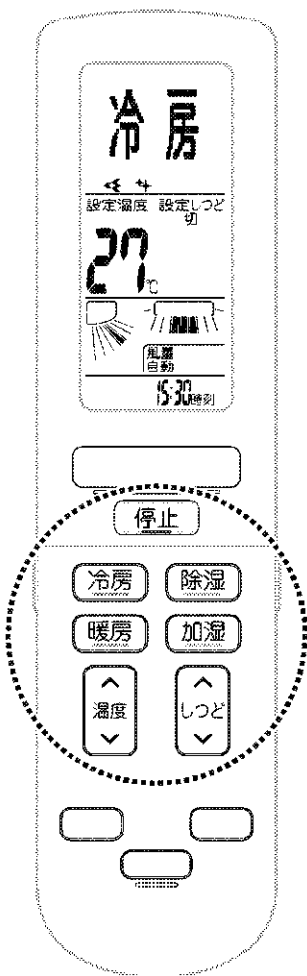 冷房
設定温度 設定しつど
切
27℃
風量
自動
15:30時刻
停止
冷房 除湿
暖房 加湿
温度 しつど